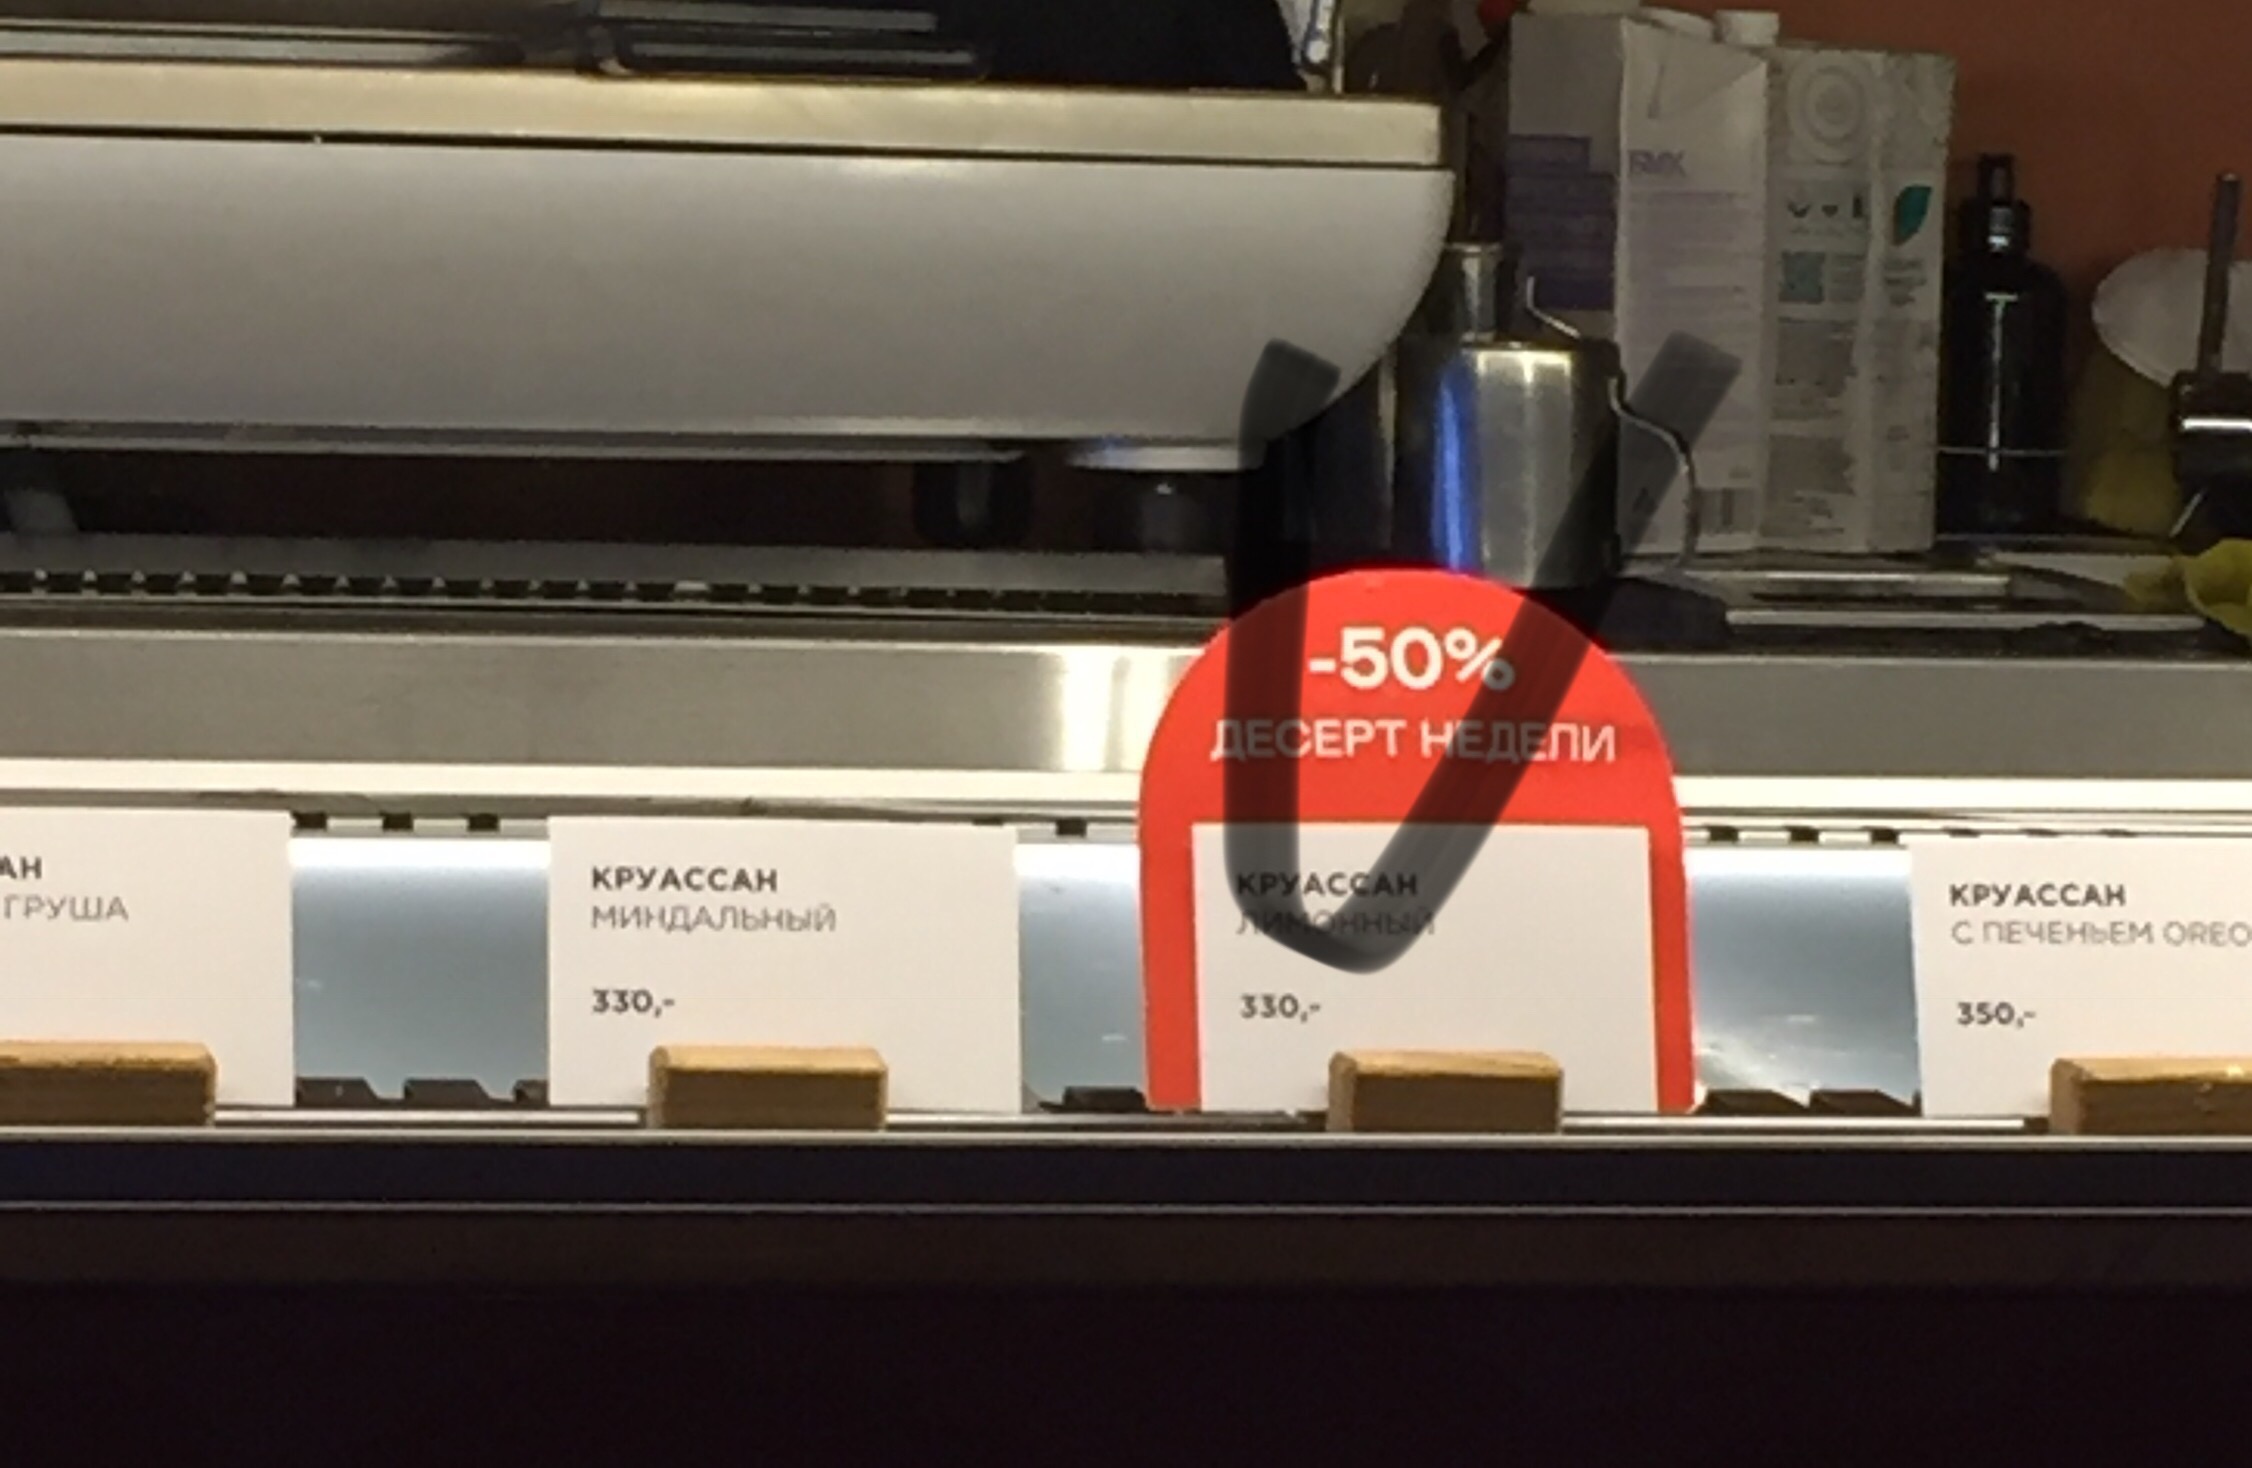 -50%
ДЕСЕРТ НЕДЕЛИ
АН
ГРУША
КРУАССАН
МИНДАЛЬНЫЙ
330,-
КРУАССАН
ЛИМОННЫЙ
330,-
КРУАССАН
С ПЕЧЕНЬЕМ OREO
350,-